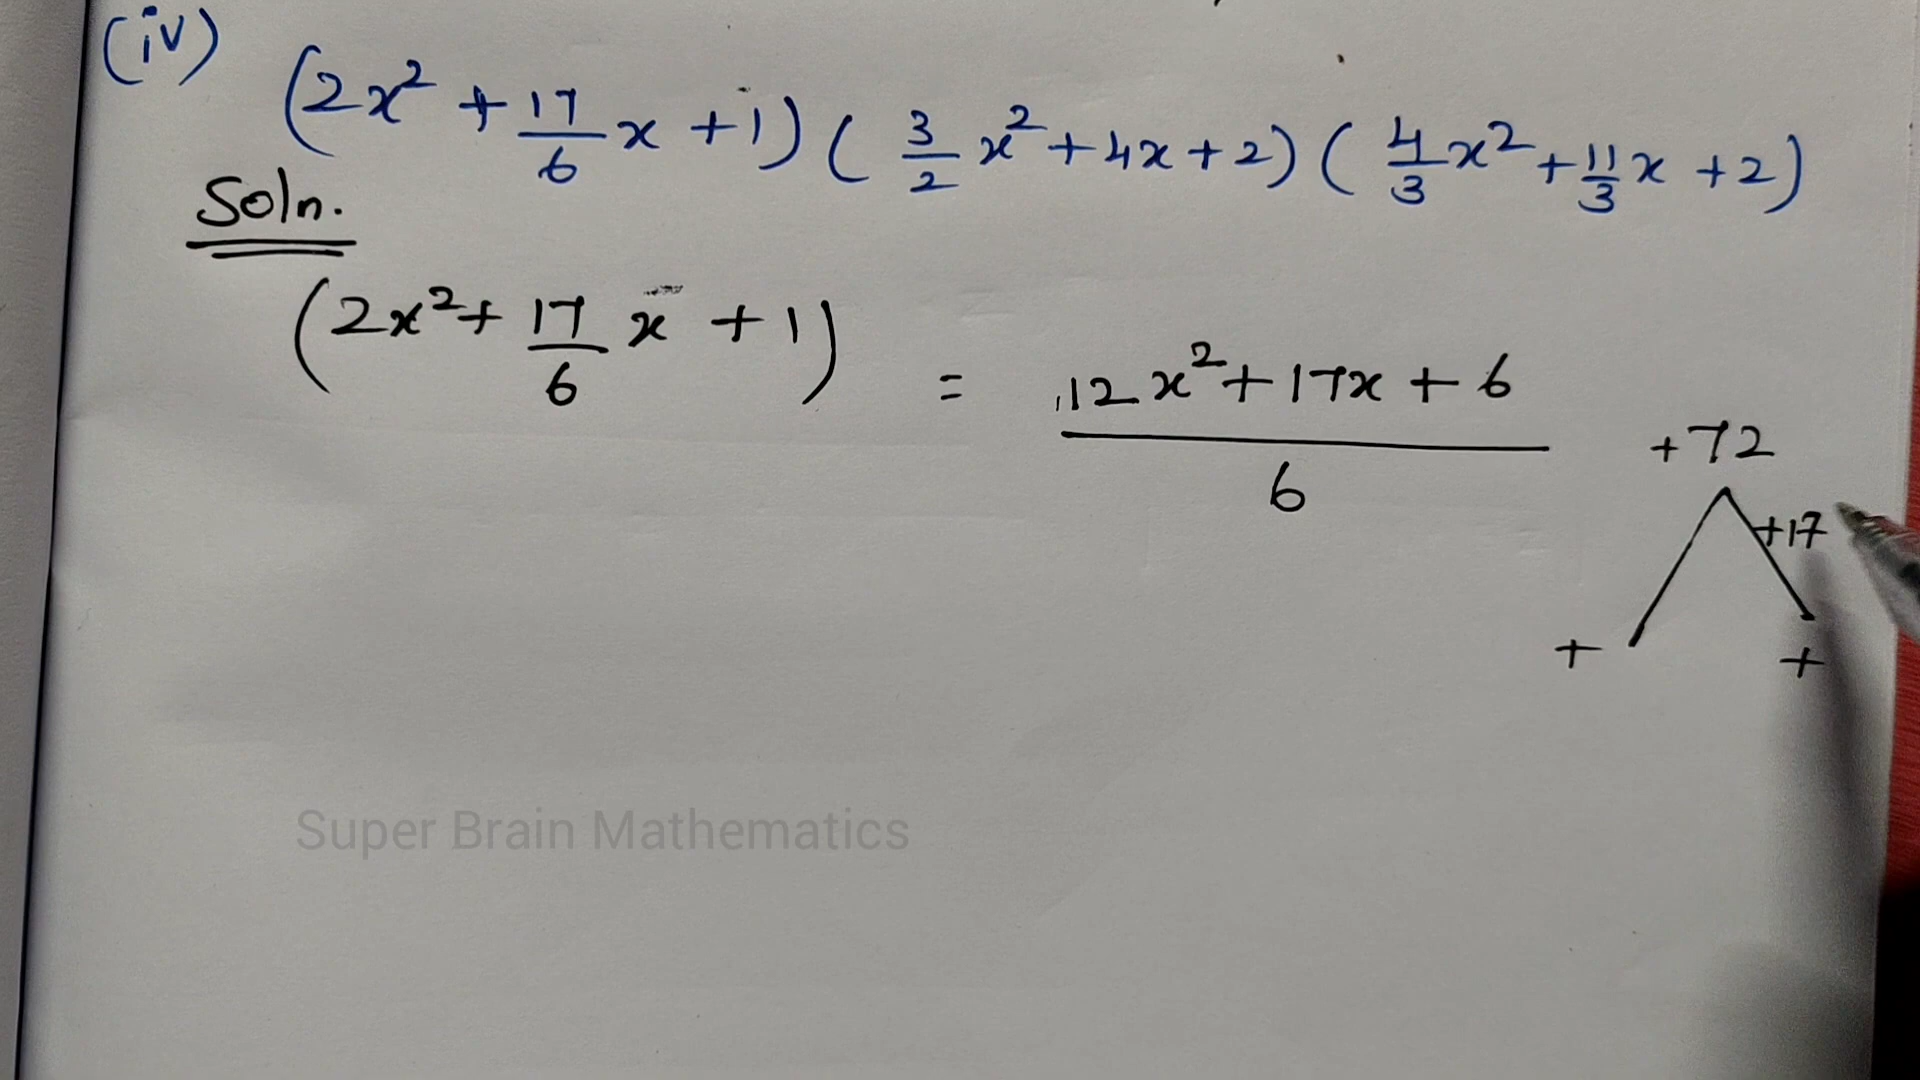 (iv) (2x² + 17/6 x + 1) ( 3/2 x² + 4x + 2) ( 4/3 x² + 11/3 x + 2)
Soln.
(2x² + 17/6 x + 1) = 12x² + 17x + 6 / 6
+72
+17
+ +
Super Brain Mathematics